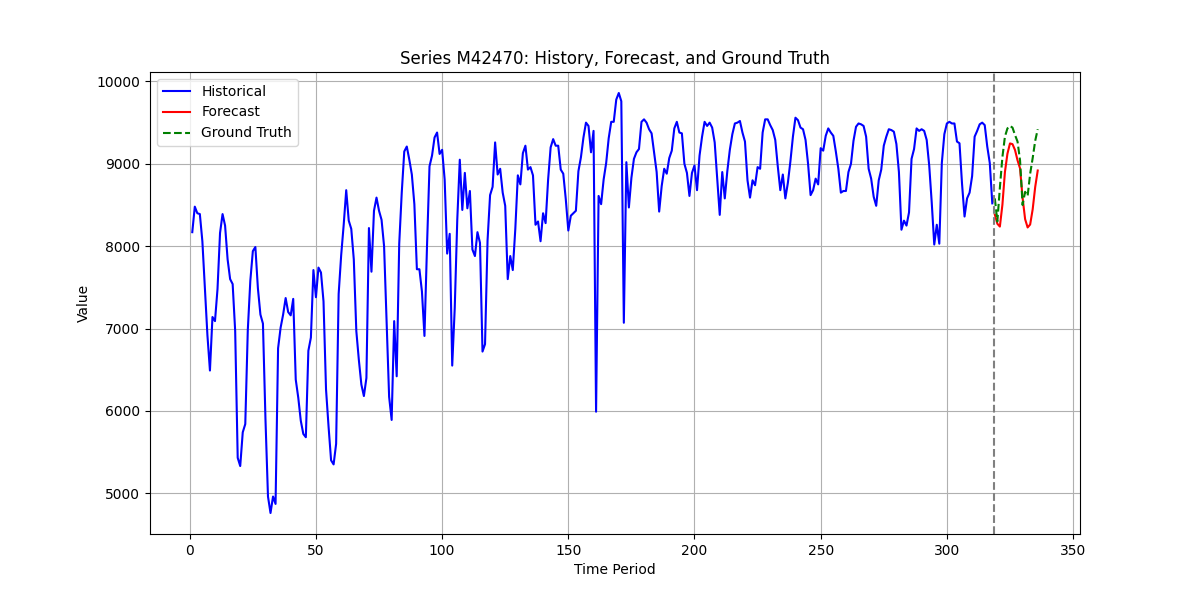 Series M42470: History, Forecast, and Ground Truth
10000
9000
8000
7000
6000
5000
Value
Historical
Forecast
Ground Truth
0
50
100
150
200
250
300
350
Time Period